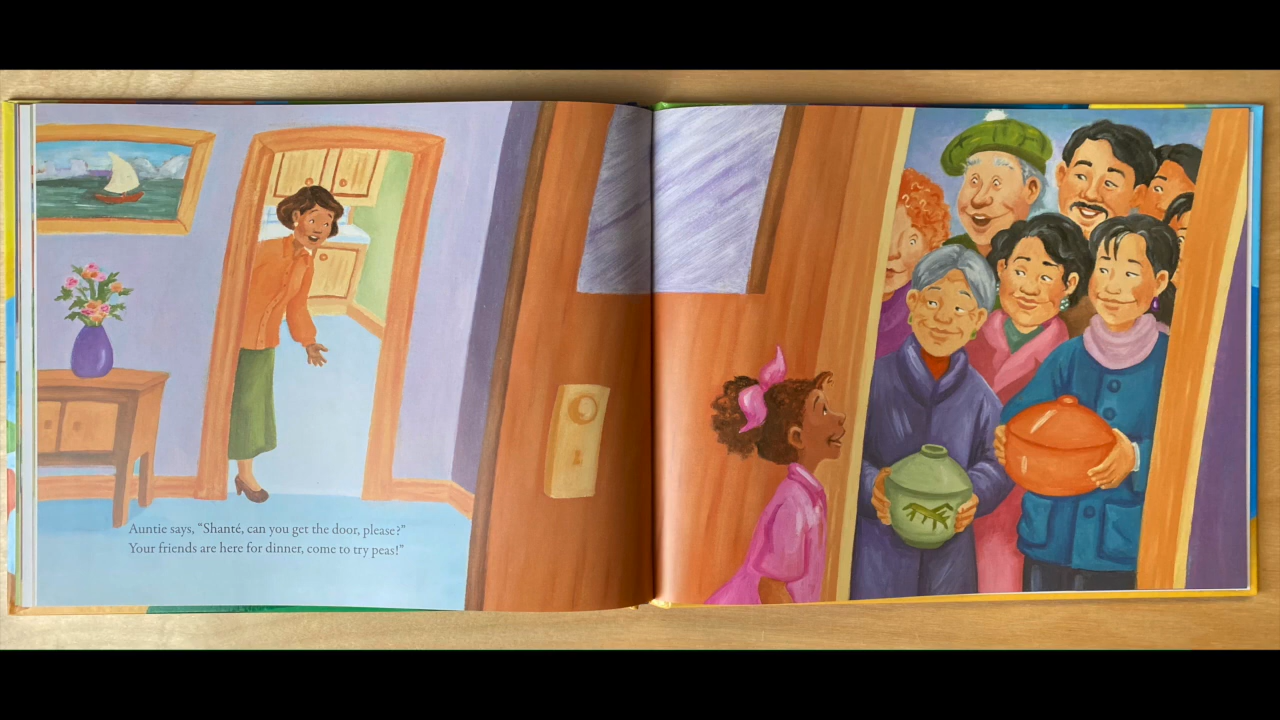 Auntie says, “Shanté, can you get the door, please?”
Your friends are here for dinner, come to try peas!”